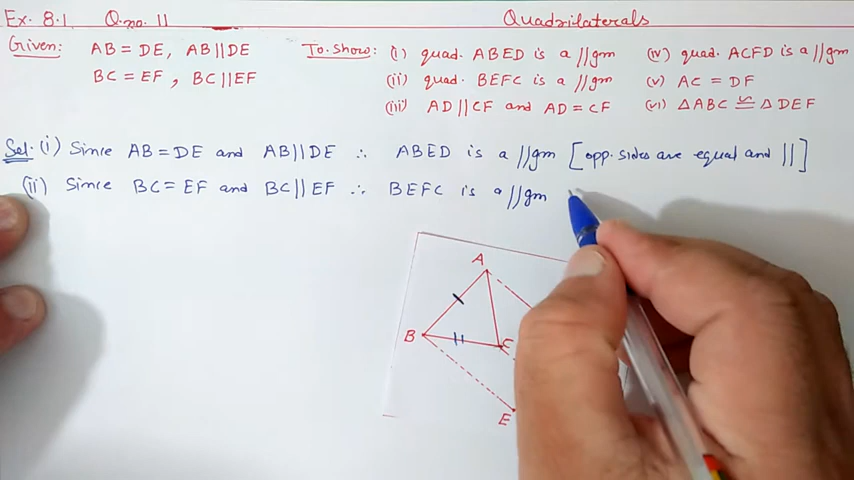 Ex. 8.1 Q.no. 11 Quadrilaterals
Given: AB = DE, AB||DE To Show: (i) quad. ABED is a ||gm (iv) quad. ACFD is a ||gm
BC = EF, BC||EF (ii) quad. BEFC is a ||gm (v) AC = DF
(iii) AD||CF and AD = CF (vi) △ABC ≅ △DEF
Sol: (i) Since AB = DE and AB||DE ∴ ABED is a ||gm [opp. sides are equal and ||]
(ii) Since BC = EF and BC||EF ∴ BEFC is a ||gm
A
B
C
E